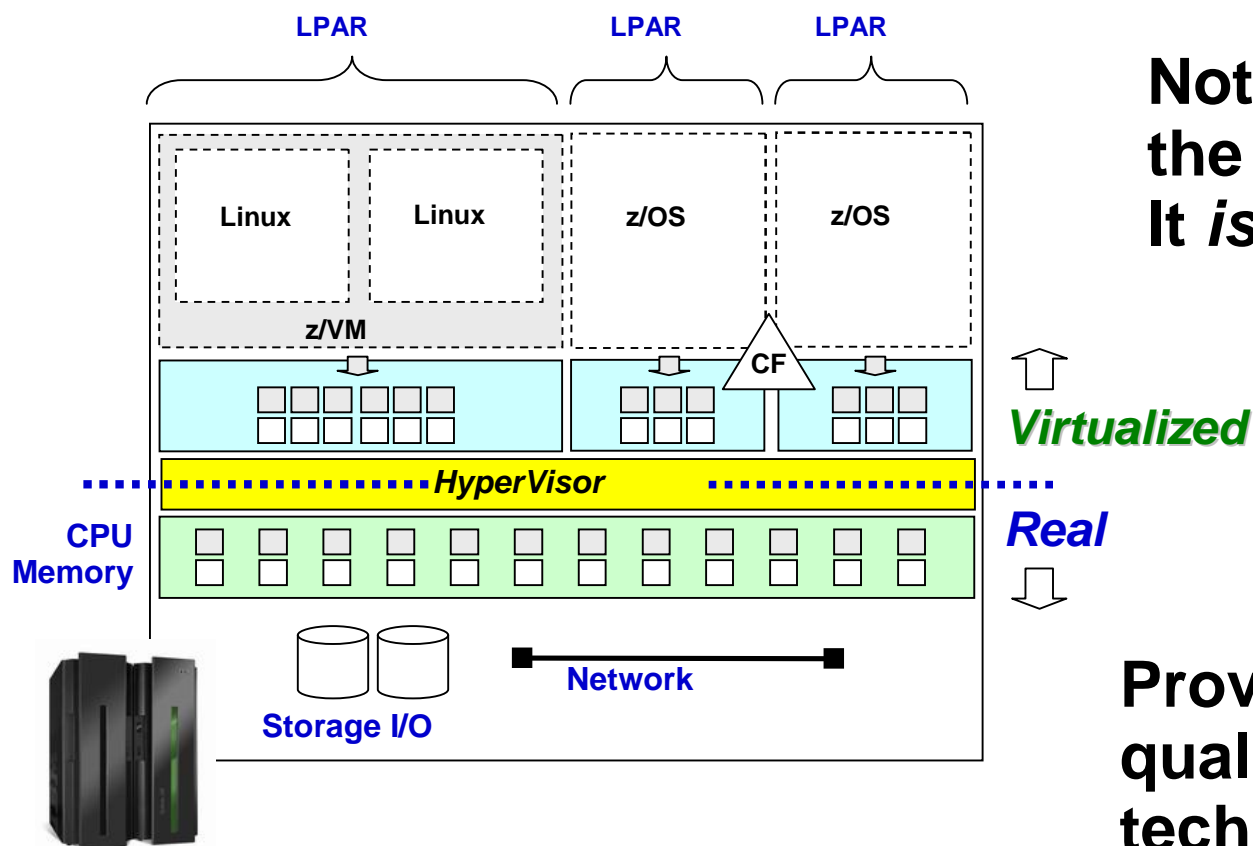 LPAR
LPAR
LPAR
Not
the
It is
Linux
Linux
z/OS
z/OS
z/VM
CF
Virtualized
HyperVisor
CPU
Memory
Real
Network
Storage I/O
Prov
qual
tech